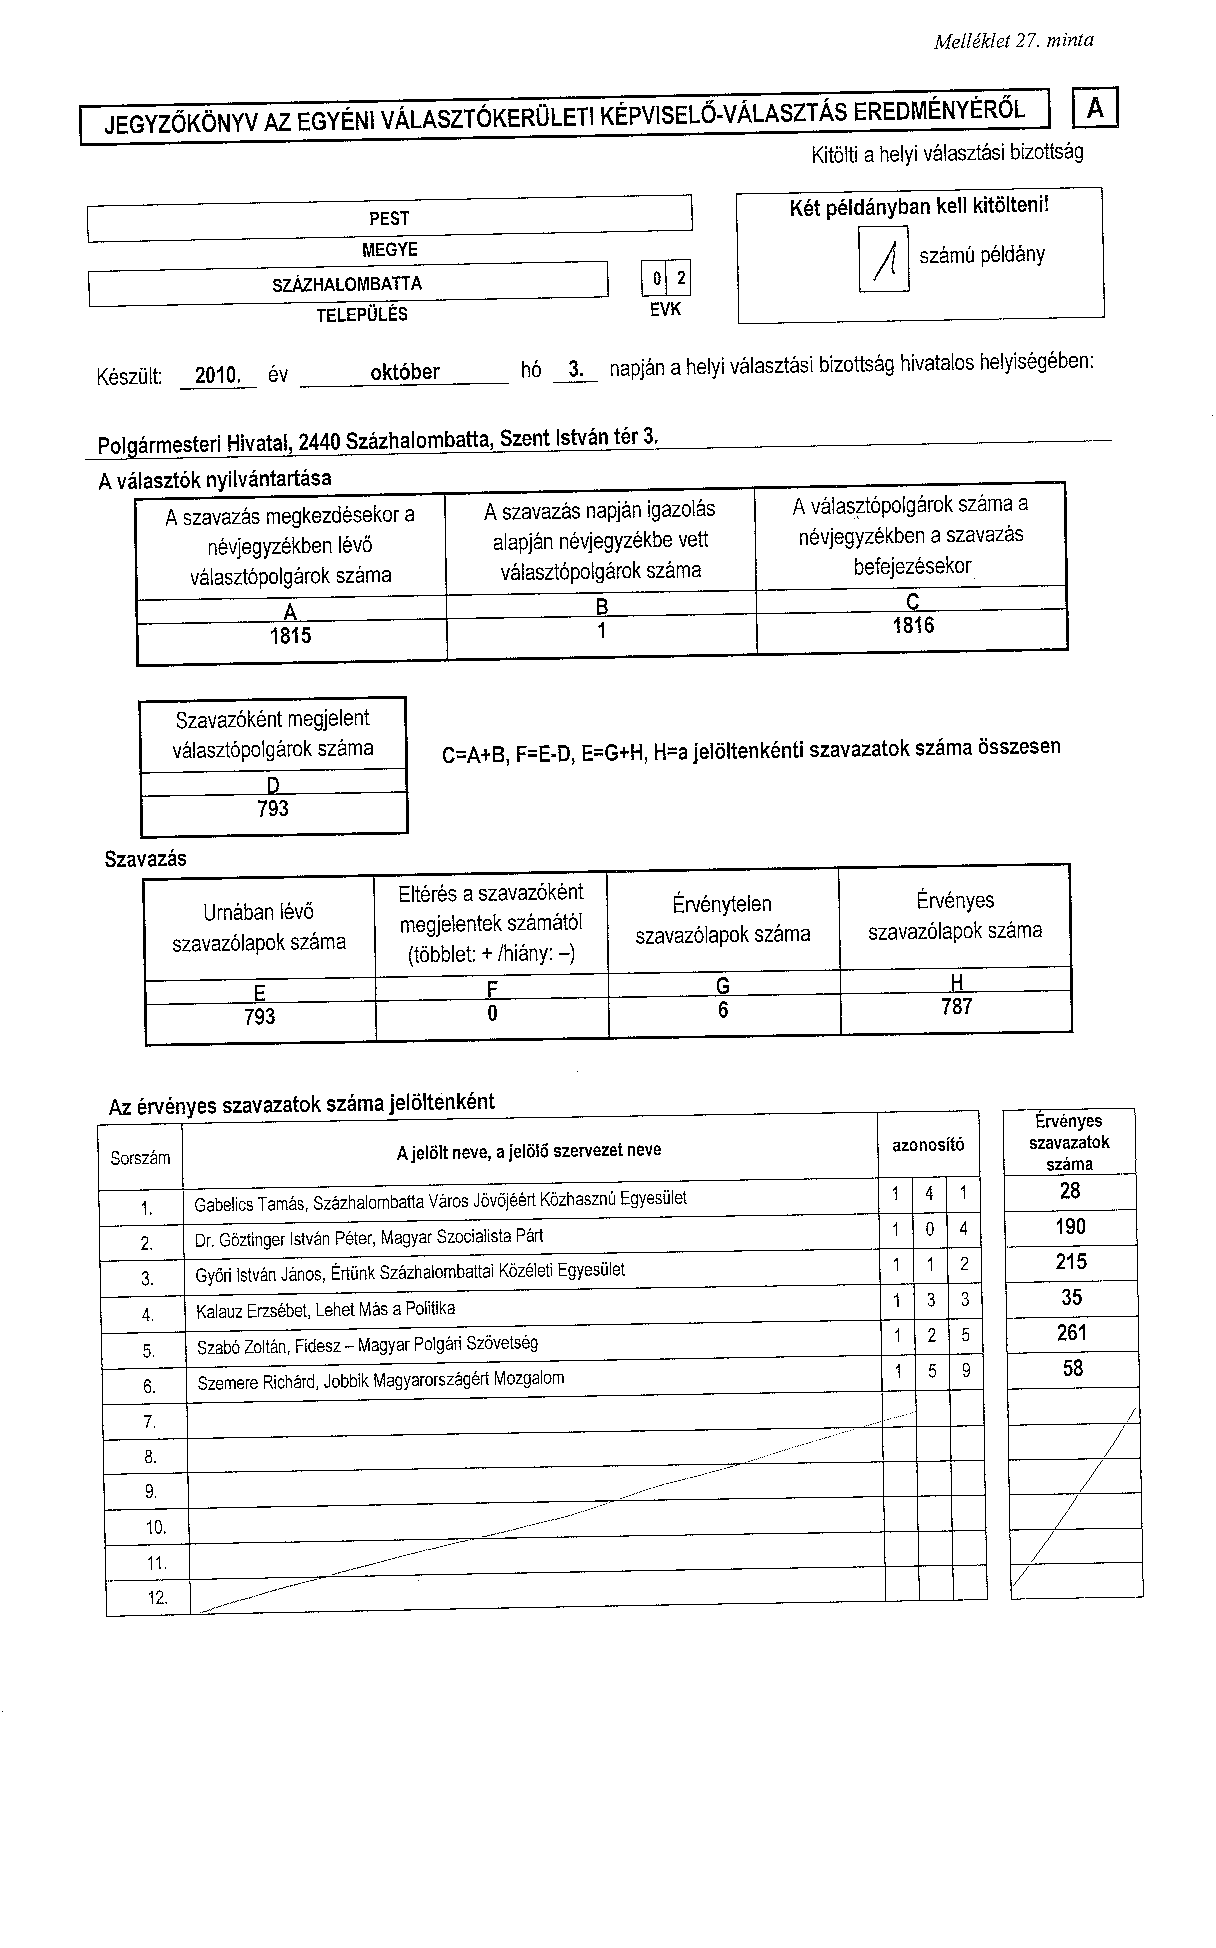 Melléklet 27. minta
JEGYZŐKÖNYV AZ EGYÉNI VÁLASZTÓKERÜLETI KÉPVISELŐ-VÁLASZTÁS EREDMÉNYÉRŐL
A
Kitölti a helyi választási bizottság
PEST
MEGYE
SZÁZHALOMBATTA
0 2
TELEPÜLÉS
EVK
Két példányban kell kitölteni!
1 számú példány
Készült: 2010. év október hó 3. napján a helyi választási bizottság hivatalos helyiségében:
Polgármesteri Hivatal, 2440 Százhalombatta, Szent István tér 3.
A választók nyilvántartása
A szavazás megkezdésekor a
névjegyzékben lévő
választópolgárok száma
A szavazás napján igazolás
alapján névjegyzékbe vett
választópolgárok száma
A választópolgárok száma a
névjegyzékben a szavazás
befejezésekor
A B C
1815 1 1816
Szavazóként megjelent
választópolgárok száma
D
793
C=A+B, F=E-D, E=G+H, H=a jelöltenkénti szavazatok száma összesen
Szavazás
Urnában lévő
szavazólapok száma
Eltérés a szavazóként
megjelentek számától
(többlet: + /hiány: –)
Érvénytelen
szavazólapok száma
Érvényes
szavazólapok száma
E F G H
793 0 6 787
Az érvényes szavazatok száma jelöltenként
Sorszám A jelölt neve, a jelölő szervezet neve azonosító
Érvényes
szavazatok
száma
1. Gabelics Tamás, Százhalombatta Város Jövőjéért Közhasznú Egyesület 1 4 1 28
2. Dr. Göztinger István Péter, Magyar Szocialista Párt 1 0 4 190
3. Győri István János, Értünk Százhalombattai Közéleti Egyesület 1 1 2 215
4. Kalauz Erzsébet, Lehet Más a Politika 1 3 3 35
5. Szabó Zoltán, Fidesz – Magyar Polgári Szövetség 1 2 5 261
6. Szemere Richárd, Jobbik Magyarországért Mozgalom 1 5 9 58
7.
8.
9.
10.
11.
12.